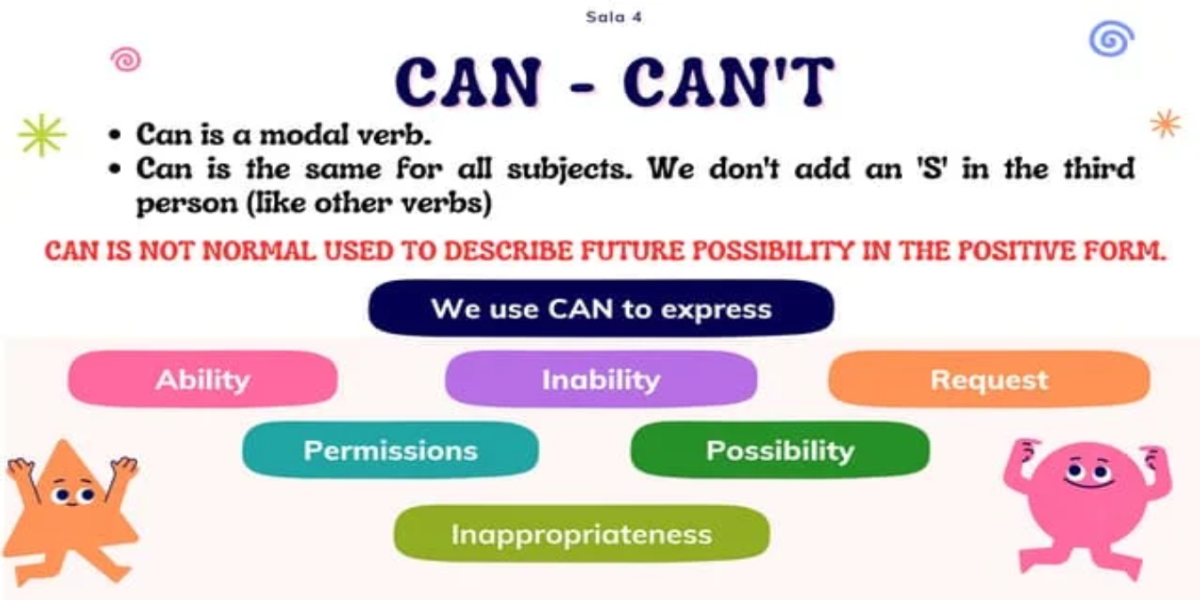 Sala 4
CAN - CAN'T
• Can is a modal verb.
• Can is the same for all subjects. We don't add an 'S' in the third
person (like other verbs)
CAN IS NOT NORMAL USED TO DESCRIBE FUTURE POSSIBILITY IN THE POSITIVE FORM.
We use CAN to express
Ability
Inability
Request
Permissions
Possibility
Inappropriateness